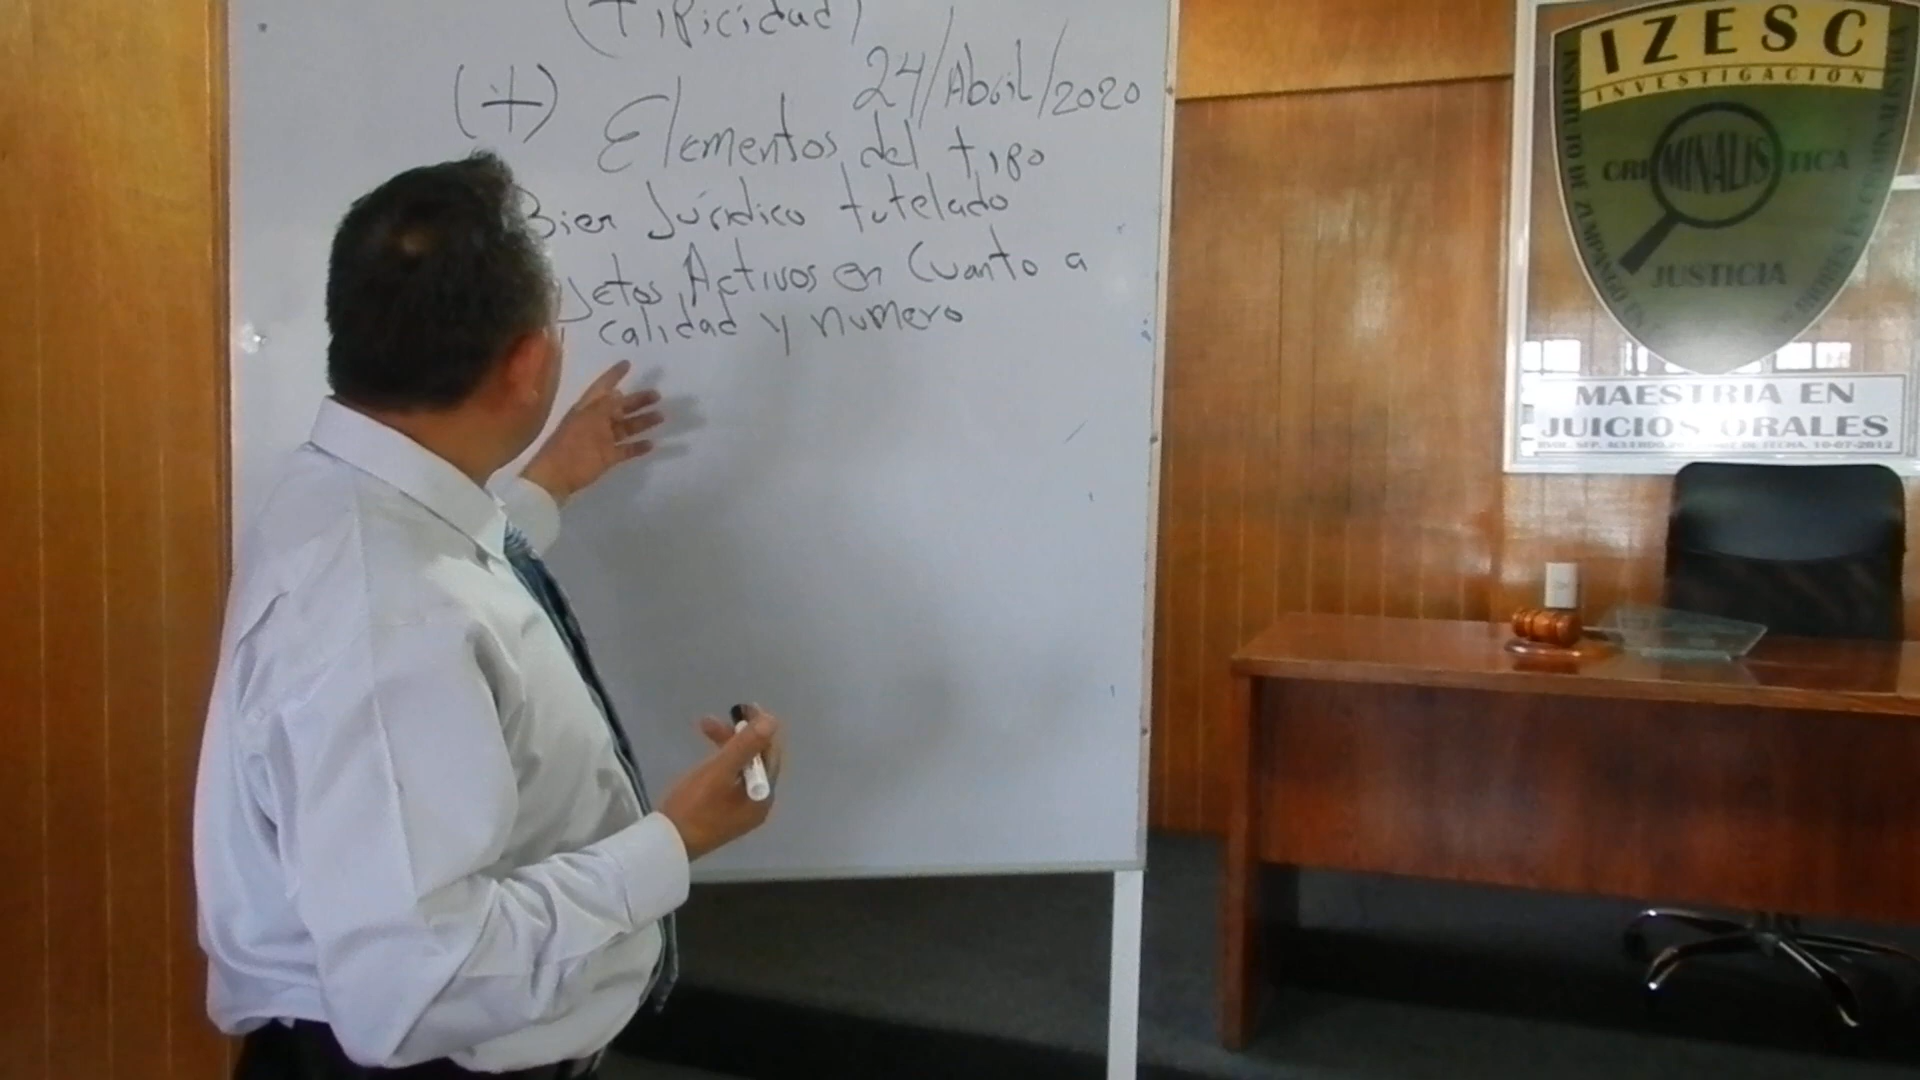 (Tipicidad)
24/Abril/2020
(+)
Elementos del tipo
Bien Jurídico tutelado
Activos en Cuanto a
calidad y numero
IZESC
INVESTIGACIÓN
CRIMINALISTICA
JUSTICIA
MAESTRIA EN
JUICIOS ORALES